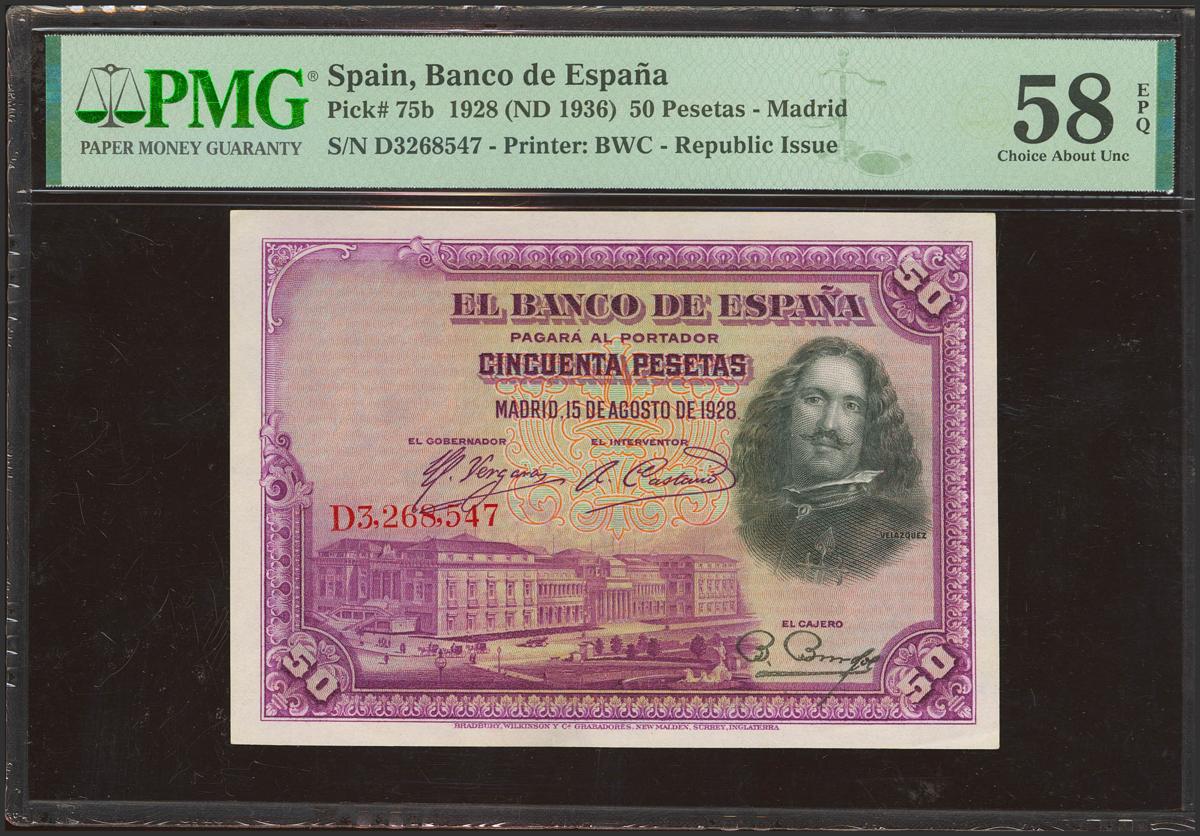 PMG®
PAPER MONEY GUARANTY
Spain, Banco de España
Pick# 75b 1928 (ND 1936) 50 Pesetas - Madrid
S/N D3268547 - Printer: BWC - Republic Issue
58
EPQ
Choice About Unc
50
EL BANCO DE ESPAÑA
PAGARÁ AL PORTADOR
CINCUENTA PESETAS
MADRID, 15 DE AGOSTO DE 1928.
EL GOBERNADOR
EL INTERVENTOR
D3,268,547
VELAZQUEZ
EL CAJERO
50
50
BRADBURY, WILKINSON Y Cª GRABADORES, NEW MALDEN, SURREY, INGLATERRA